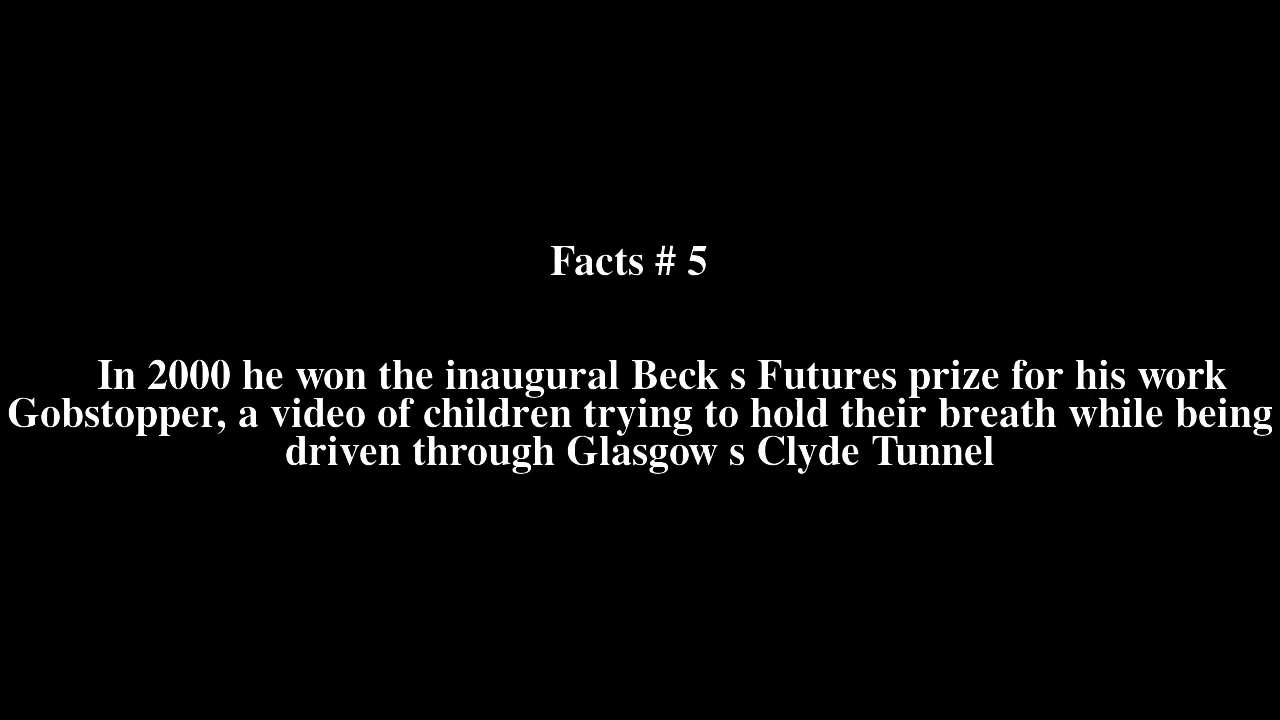 Facts # 5
In 2000 he won the inaugural Beck s Futures prize for his work
Gobstopper, a video of children trying to hold their breath while being
driven through Glasgow s Clyde Tunnel